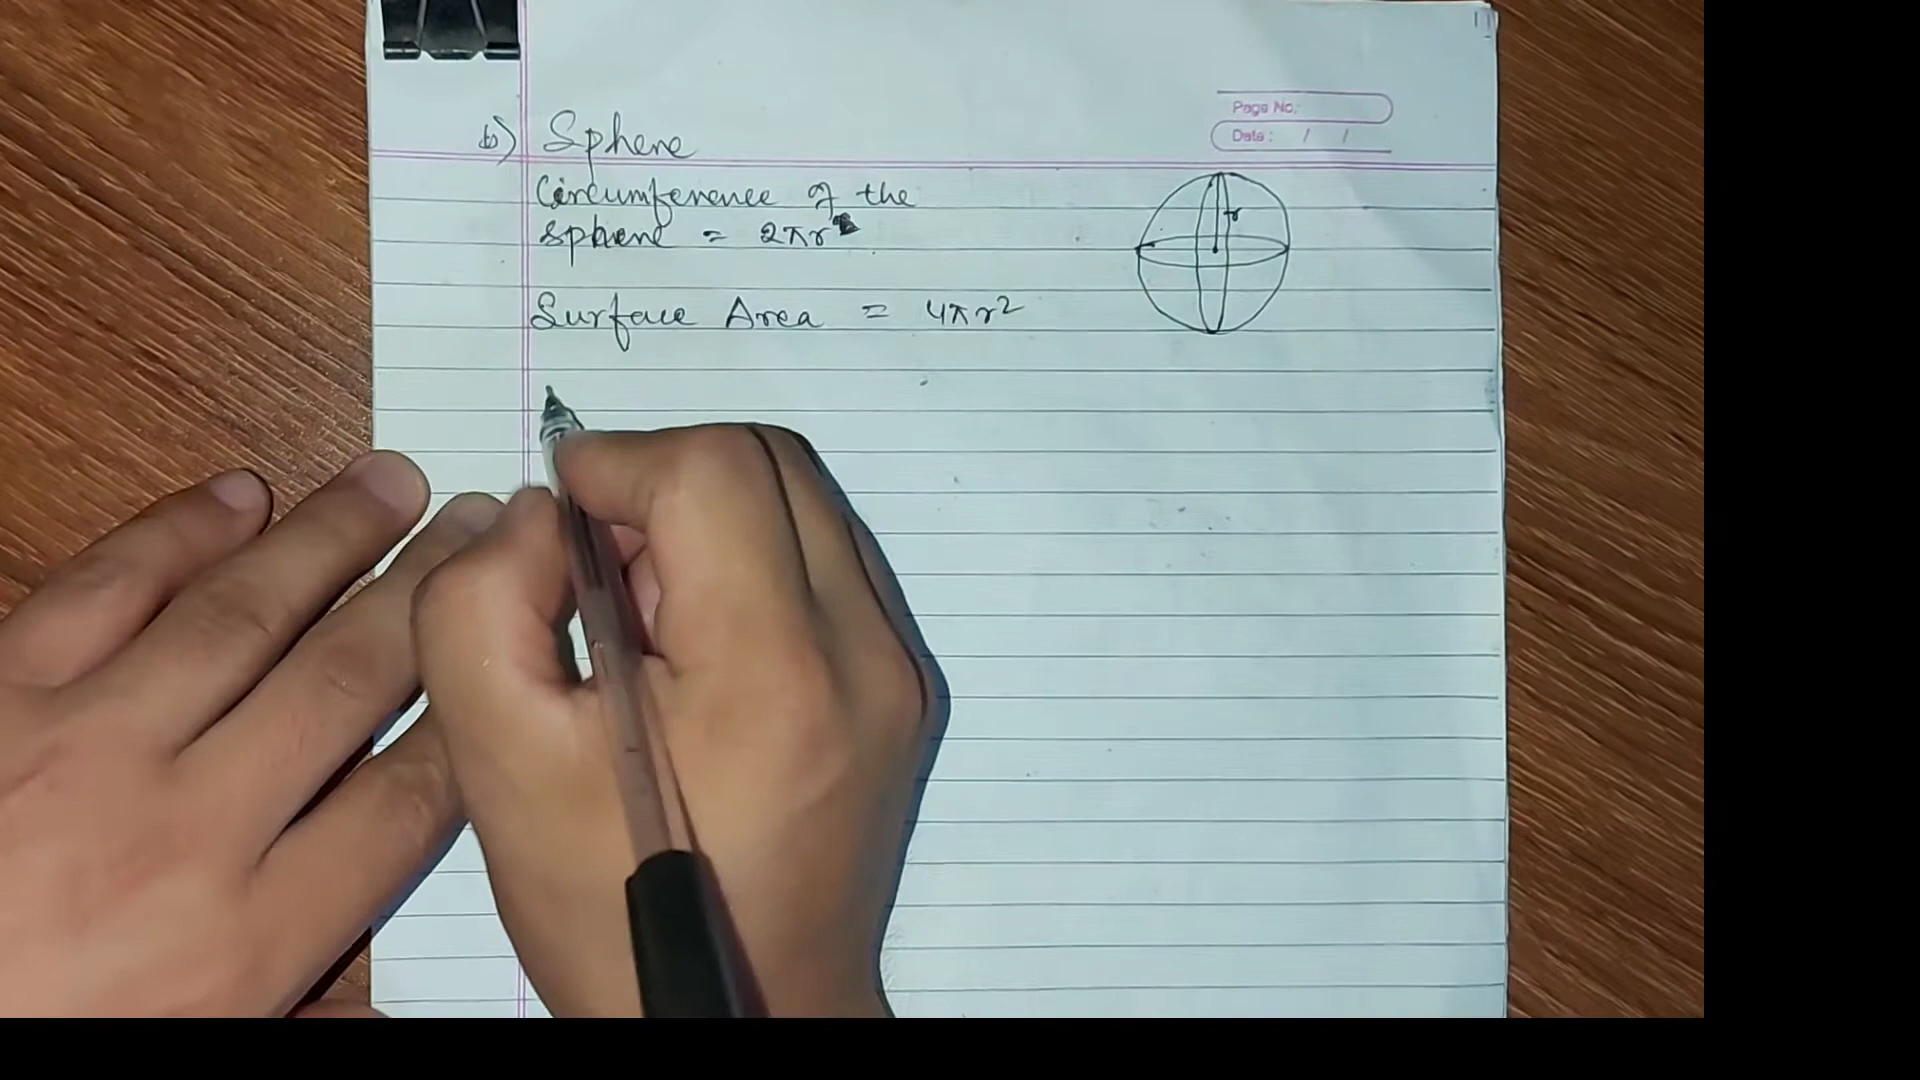 Page No.:
Date : / /
b) Sphere
Circumference of the
sphere = 2πr
Surface Area = 4πr²
r